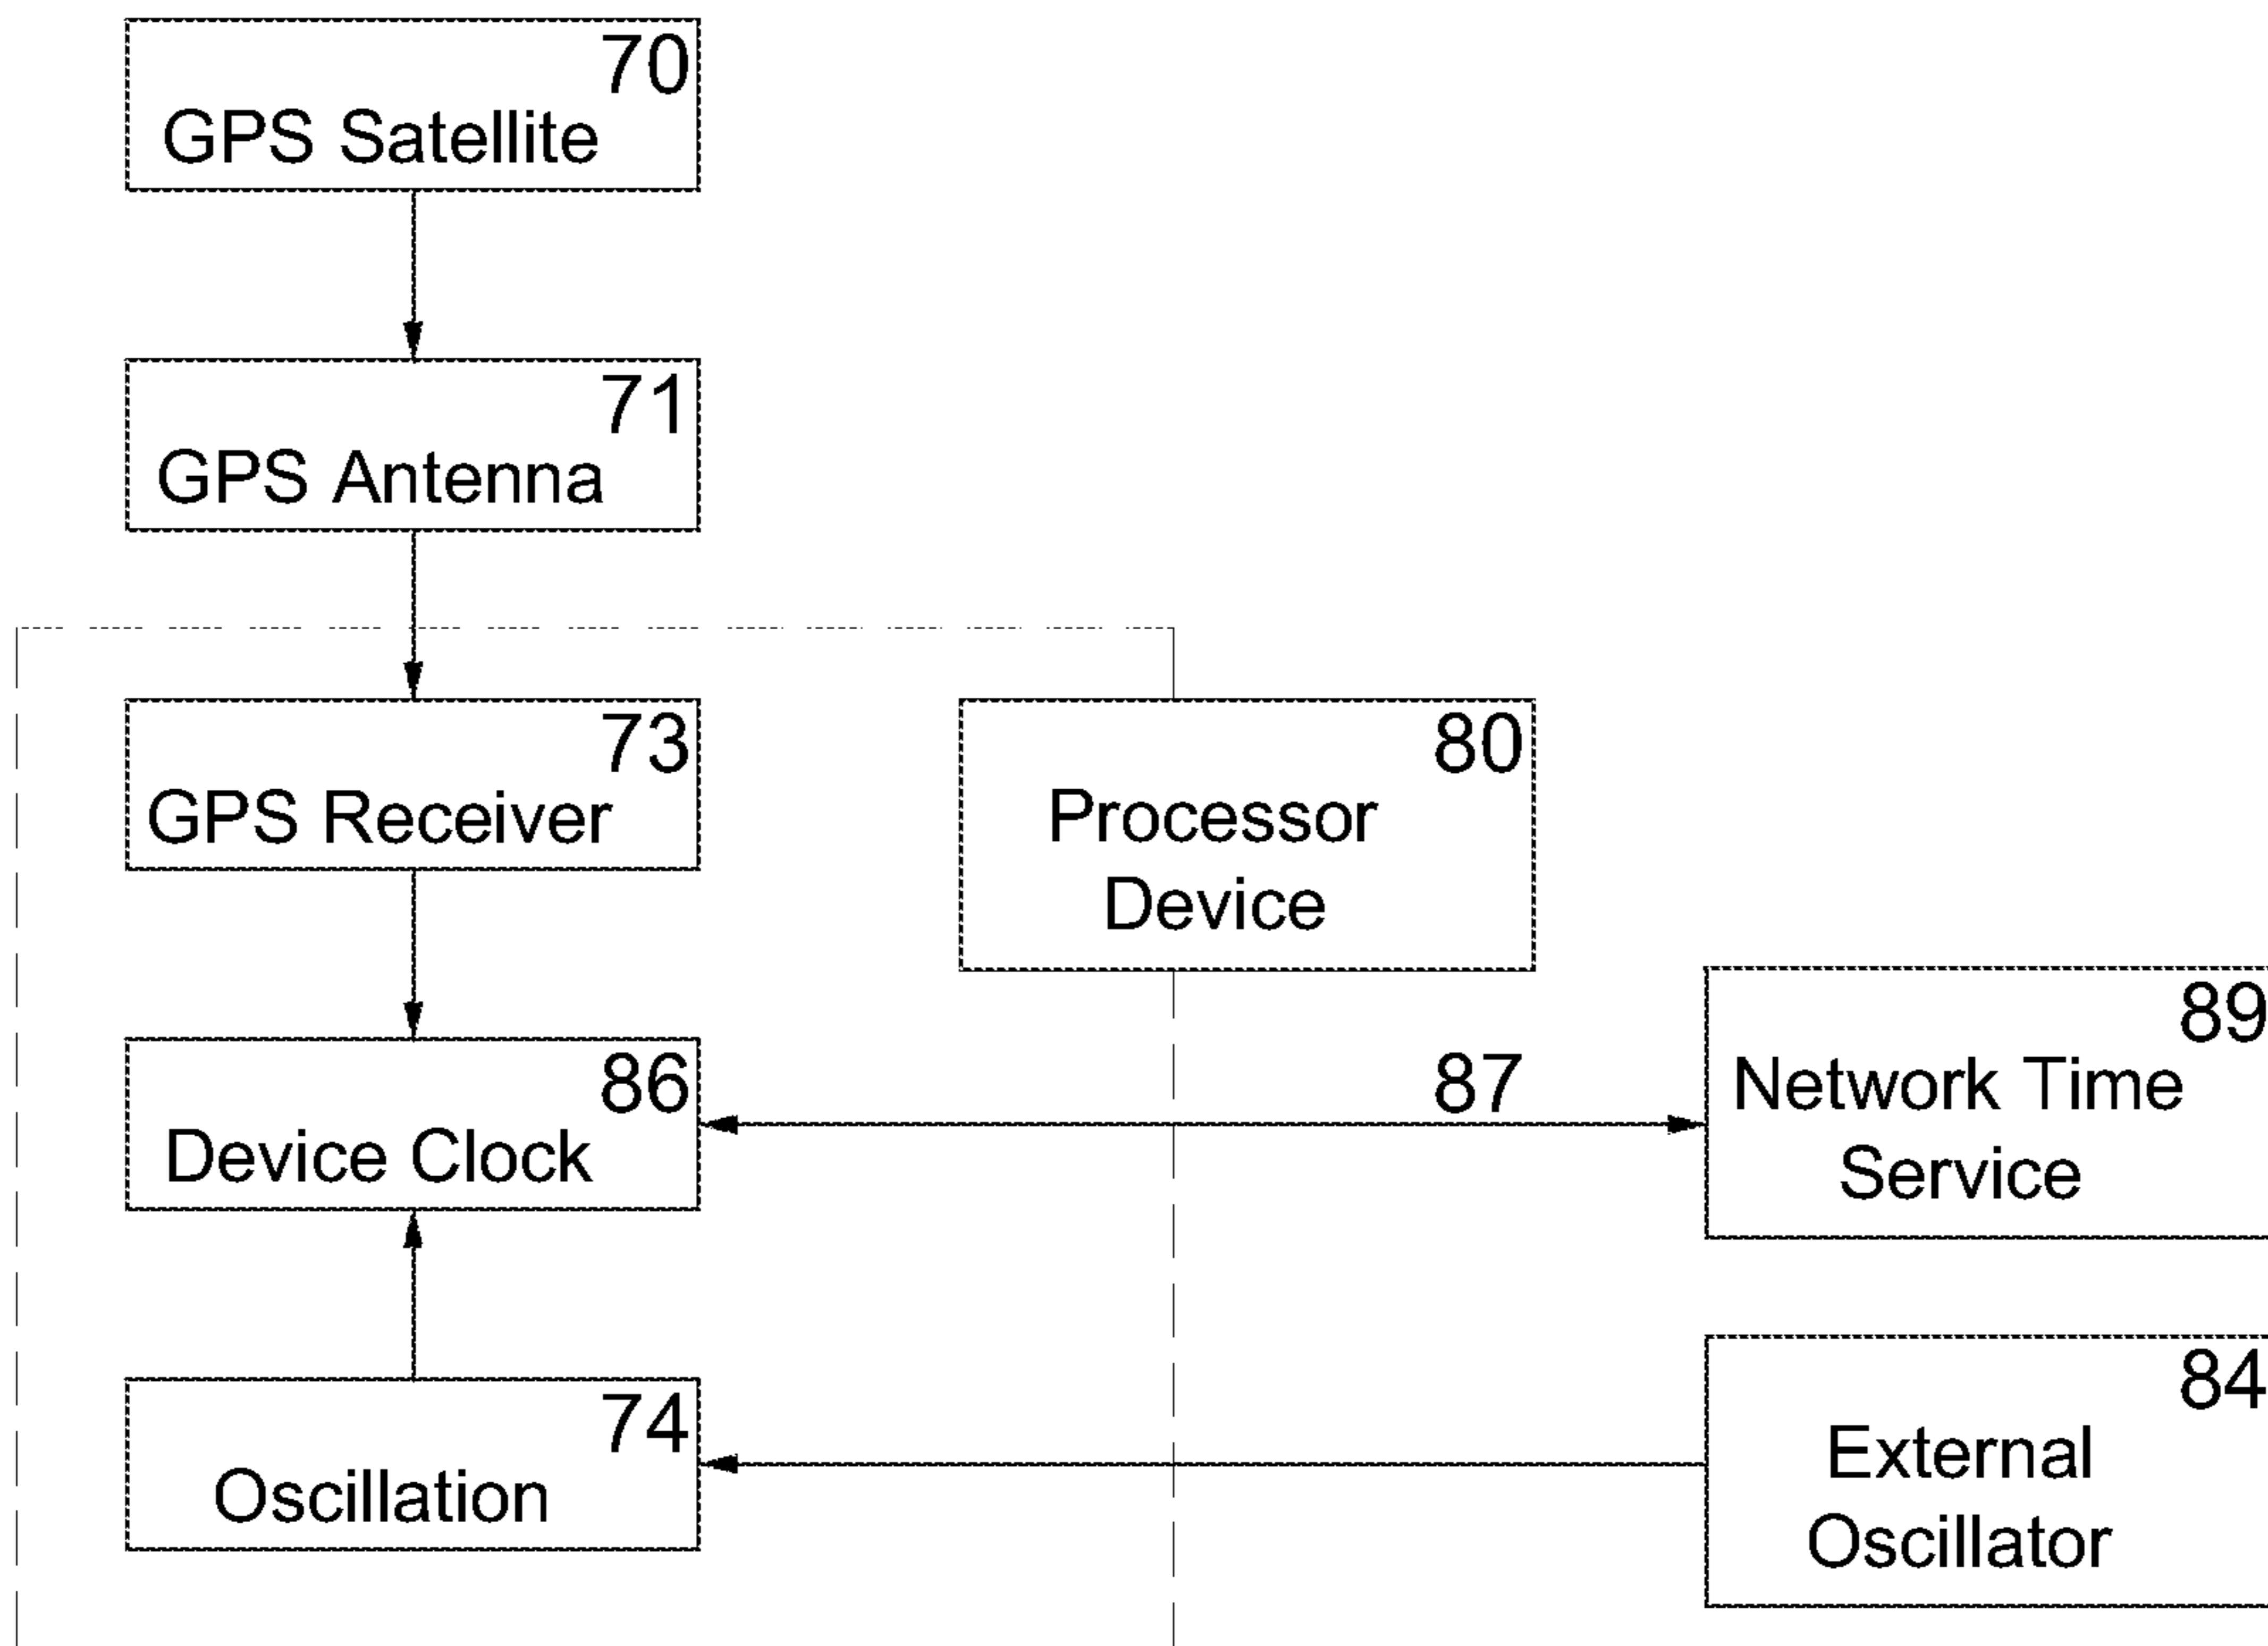 70
GPS Satellite
71
GPS Antenna
73
GPS Receiver
80
Processor
Device
86
Device Clock
87
89
Network Time
Service
74
Oscillation
84
External
Oscillator